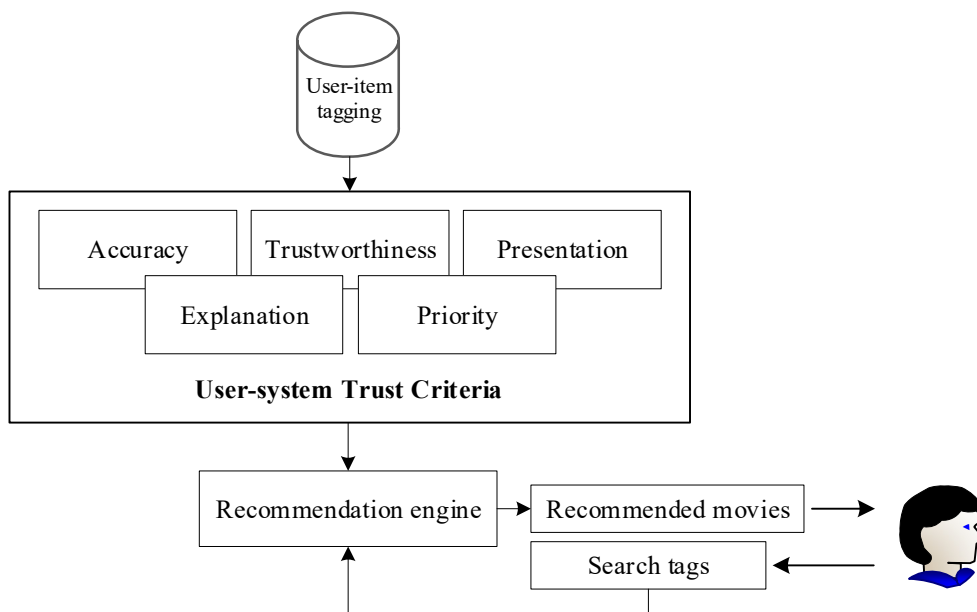 User-item
tagging
Accuracy
Trustworthiness
Presentation
Explanation
Priority
User-system Trust Criteria
Recommendation engine
Recommended movies
Search tags